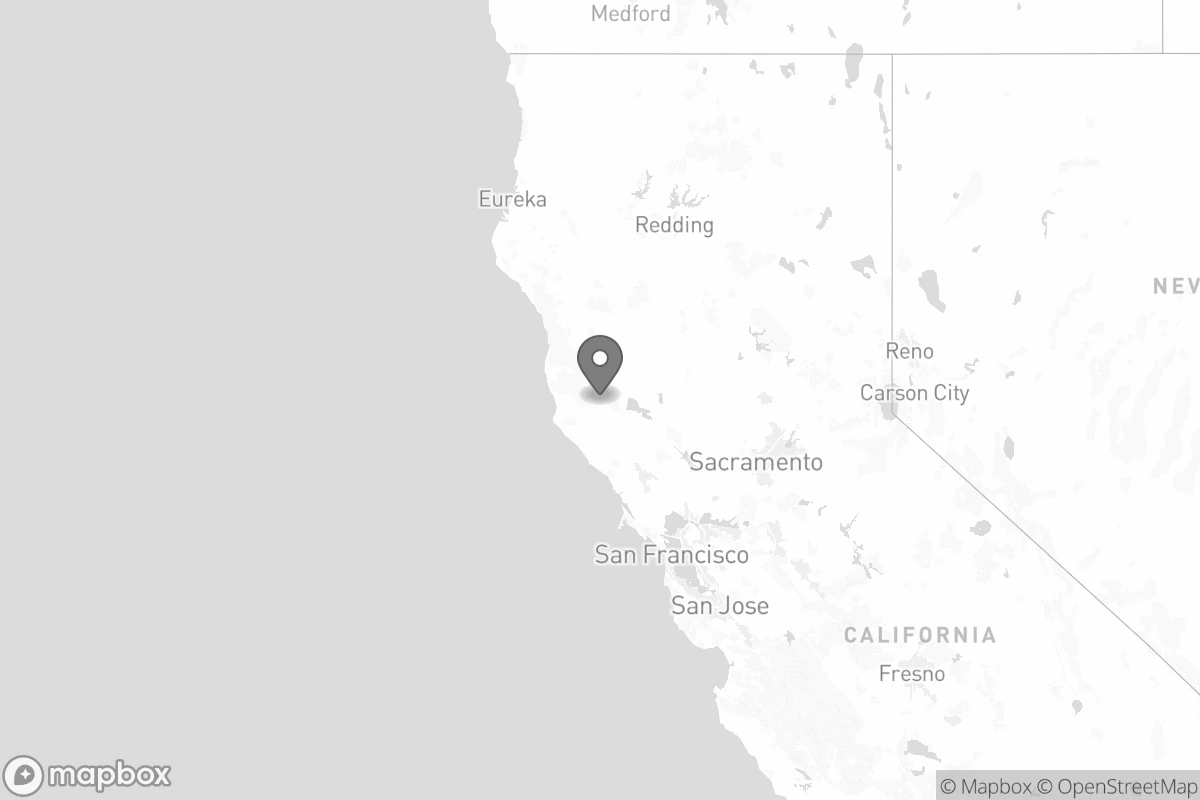 Medford
Eureka
Redding
NEV
Reno
Carson City
Sacramento
San Francisco
San Jose
CALIFORNIA
Fresno
mapbox
© Mapbox © OpenStreetMap